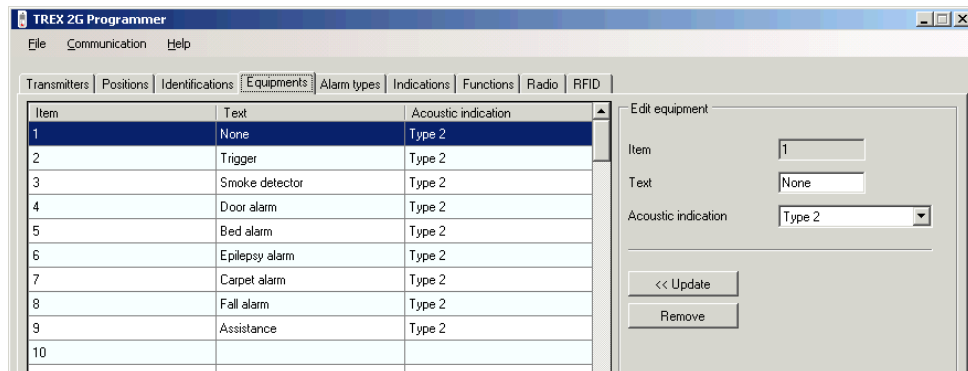 TREX 2G Programmer
File Communication Help
Transmitters Positions Identifications Equipments Alarm types Indications Functions Radio RFID
Item Text Acoustic indication
1 None Type 2
2 Trigger Type 2
3 Smoke detector Type 2
4 Door alarm Type 2
5 Bed alarm Type 2
6 Epilepsy alarm Type 2
7 Carpet alarm Type 2
8 Fall alarm Type 2
9 Assistance Type 2
10
Edit equipment
Item 1
Text None
Acoustic indication Type 2
<< Update
Remove